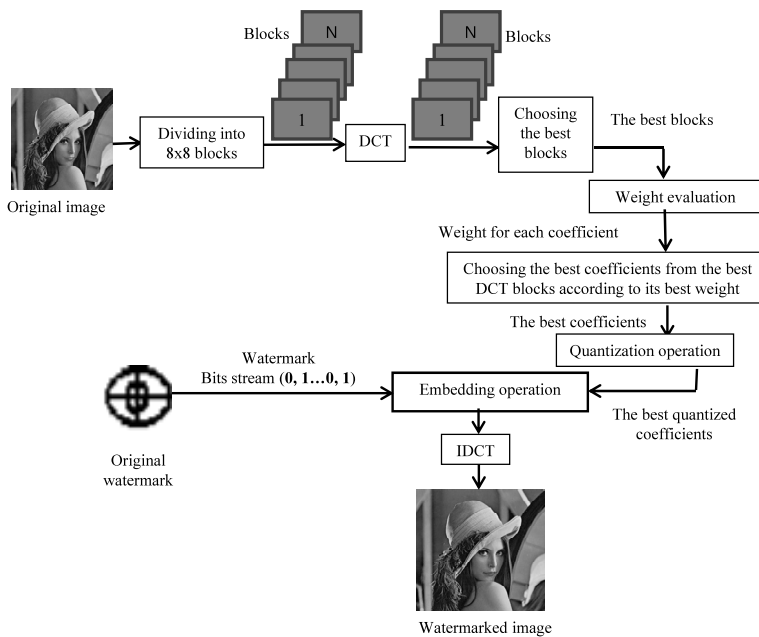 Blocks
N
1
N
Blocks
1
Dividing into
8x8 blocks
DCT
Choosing
the best
blocks
The best blocks
Original image
Weight evaluation
Weight for each coefficient
Choosing the best coefficients from the best
DCT blocks according to its best weight
The best coefficients
Quantization operation
Watermark
Bits stream (0, 1…0, 1)
Embedding operation
The best quantized
coefficients
Original
watermark
IDCT
Watermarked image